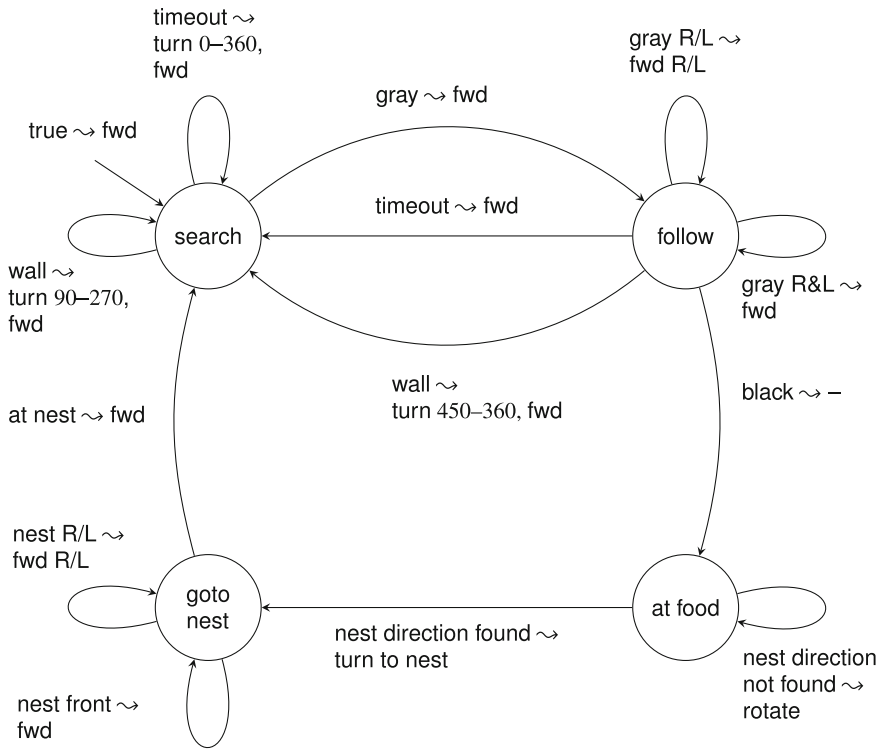 timeout ⤳
turn 0–360,
fwd
gray R/L ⤳
fwd R/L
gray ⤳ fwd
true ⤳ fwd
timeout ⤳ fwd
search
follow
wall ⤳
turn 90–270,
fwd
gray R&L ⤳
fwd
wall ⤳
turn 450–360, fwd
black ⤳ –
at nest ⤳ fwd
nest R/L ⤳
fwd R/L
goto
nest
at food
nest direction found ⤳
turn to nest
nest direction
not found ⤳
rotate
nest front ⤳
fwd